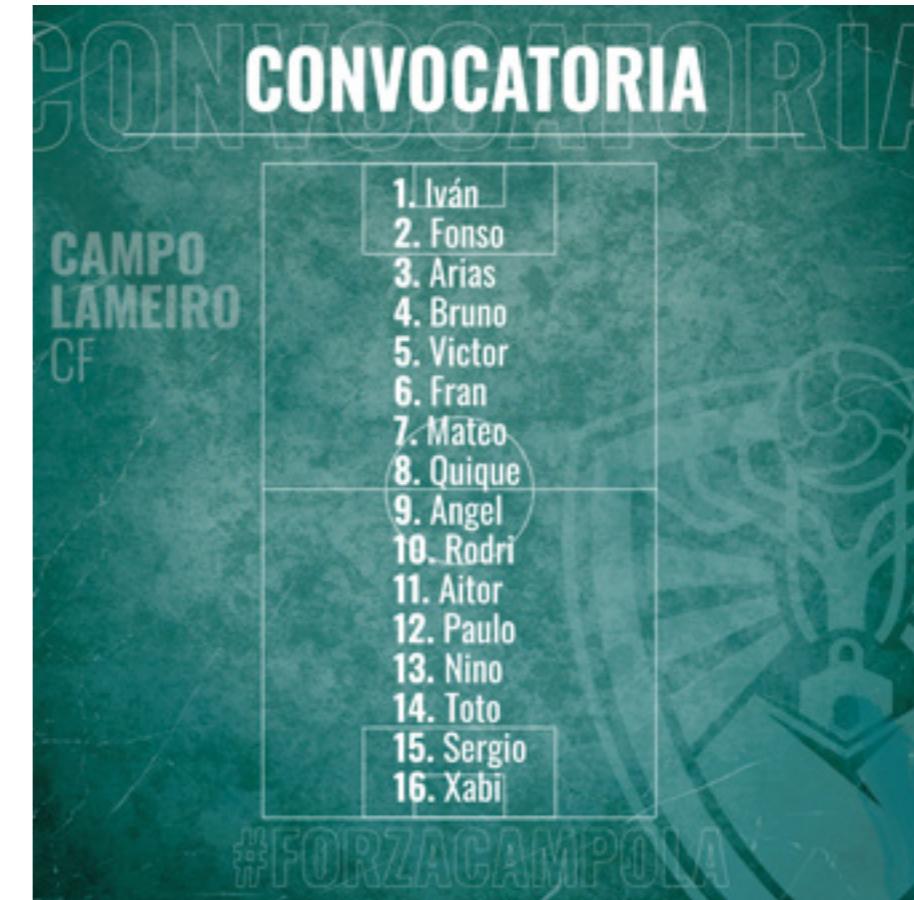 CONVOCATORIA
CONVOCATORIA
CAMPO
LAMEIRO
CF
1. Iván
2. Fonso
3. Arias
4. Bruno
5. Victor
6. Fran
7. Mateo
8. Quique
9. Angel
10. Rodri
11. Aitor
12. Paulo
13. Nino
14. Toto
15. Sergio
16. Xabi
#FORZACAMPOLA